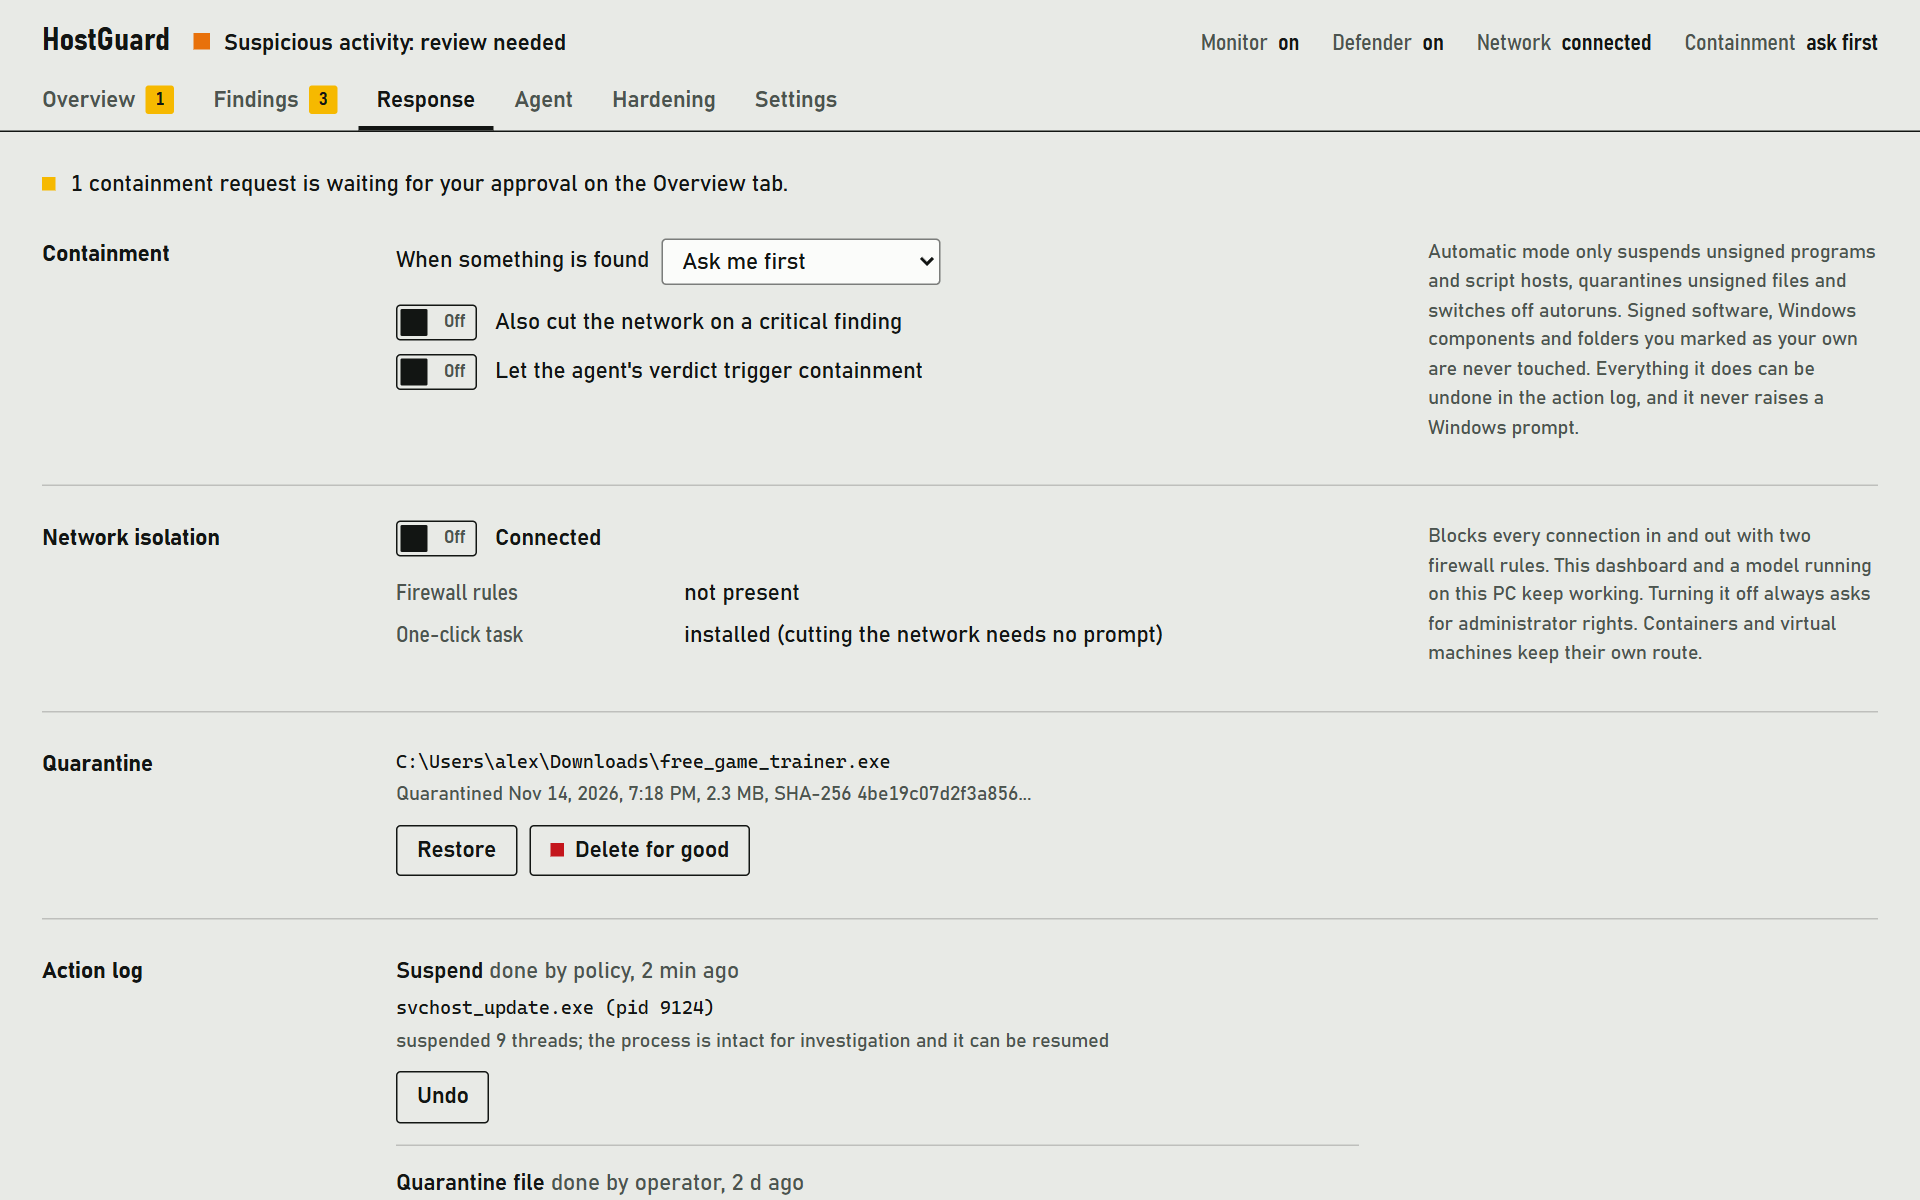 HostGuard Suspicious activity: review needed Monitor on Defender on Network connected Containment ask first
Overview 1 Findings 3 Response Agent Hardening Settings
1 containment request is waiting for your approval on the Overview tab.
Containment
When something is found Ask me first
Off Also cut the network on a critical finding
Off Let the agent's verdict trigger containment
Automatic mode only suspends unsigned programs
and script hosts, quarantines unsigned files and
switches off autoruns. Signed software, Windows
components and folders you marked as your own
are never touched. Everything it does can be
undone in the action log, and it never raises a
Windows prompt.
Network isolation
Off Connected
Firewall rules not present
One-click task installed (cutting the network needs no prompt)
Blocks every connection in and out with two
firewall rules. This dashboard and a model running
on this PC keep working. Turning it off always asks
for administrator rights. Containers and virtual
machines keep their own route.
Quarantine
C:\Users\alex\Downloads\free_game_trainer.exe
Quarantined Nov 14, 2026, 7:18 PM, 2.3 MB, SHA-256 4be19c07d2f3a856…
Restore Delete for good
Action log
Suspend done by policy, 2 min ago
svchost_update.exe (pid 9124)
suspended 9 threads; the process is intact for investigation and it can be resumed
Undo
Quarantine file done by operator, 2 d ago